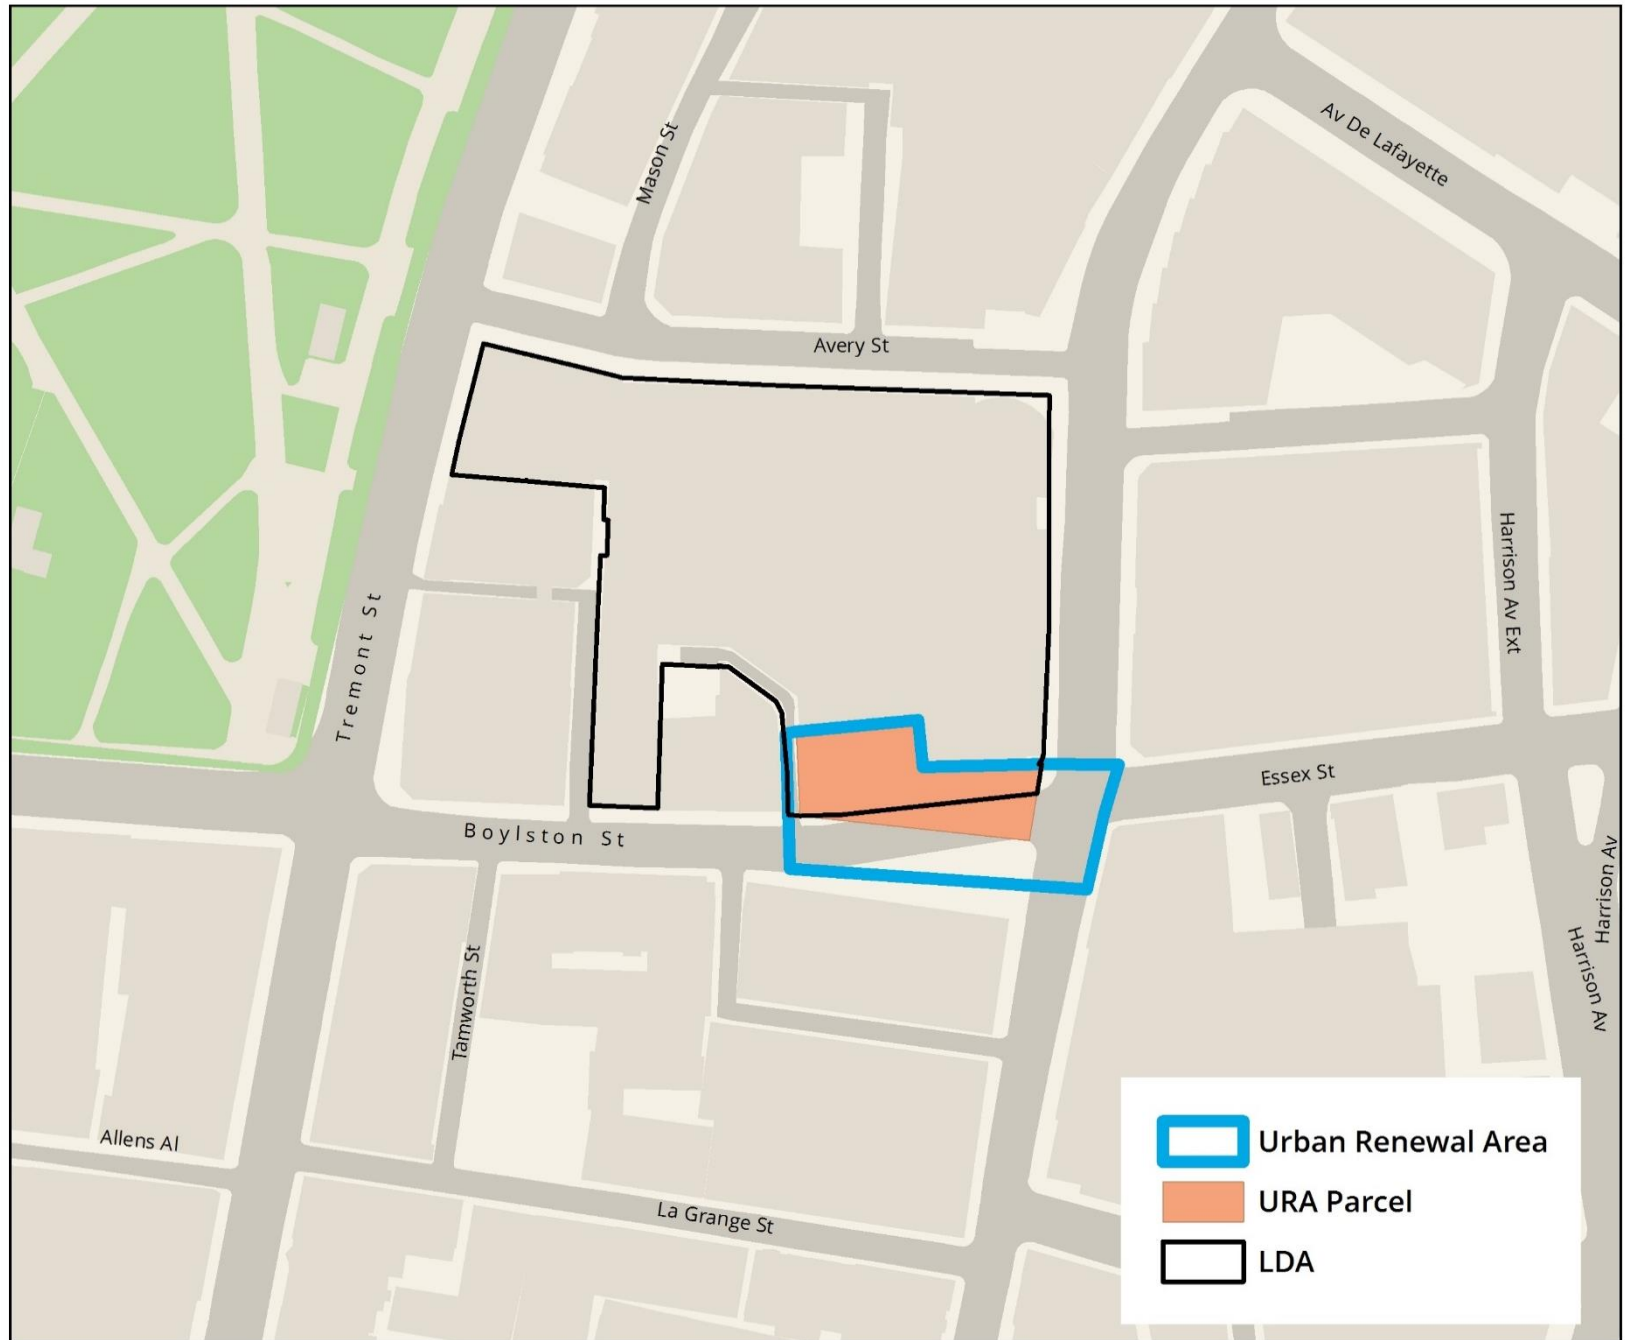 Av De Lafayette
Mason St
Avery St
Harrison Av Ext
Tremont St
Essex St
Boylston St
Harrison Av
Harrison Av
Tamworth St
Allens Al
La Grange St
Urban Renewal Area
URA Parcel
LDA